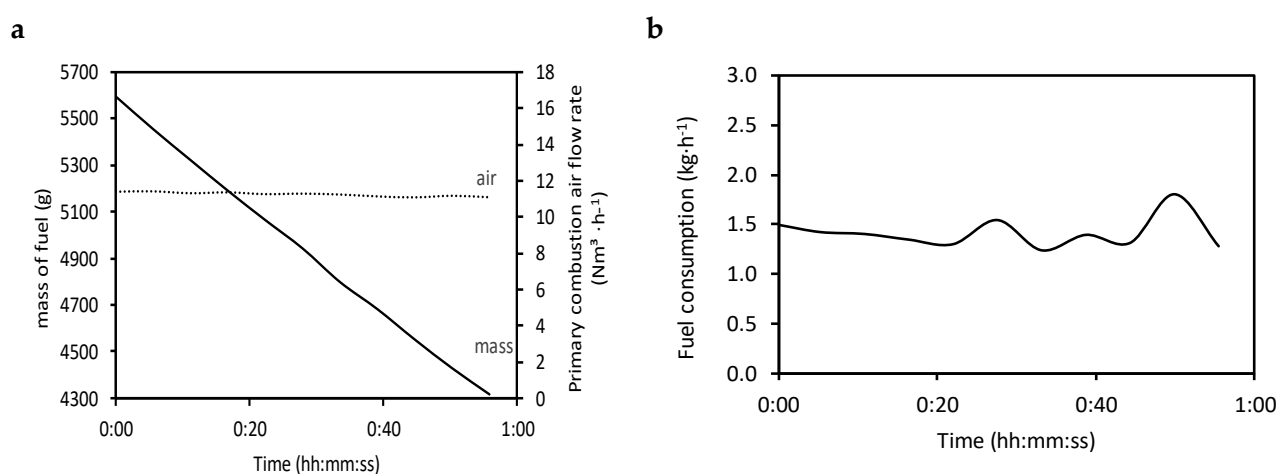 a
mass of fuel (g)
5700
5500
5300
5100
4900
4700
4500
4300
air
mass
18
16
14
12
10
8
6
4
2
0
Primary combustion air flow rate
(Nm³ ·h-¹)
0:00 0:20 0:40 1:00
Time (hh:mm:ss)
b
Fuel consumption (kg·h-1)
3.0
2.5
2.0
1.5
1.0
0.5
0.0
0:00 0:20 0:40 1:00
Time (hh:mm:ss)